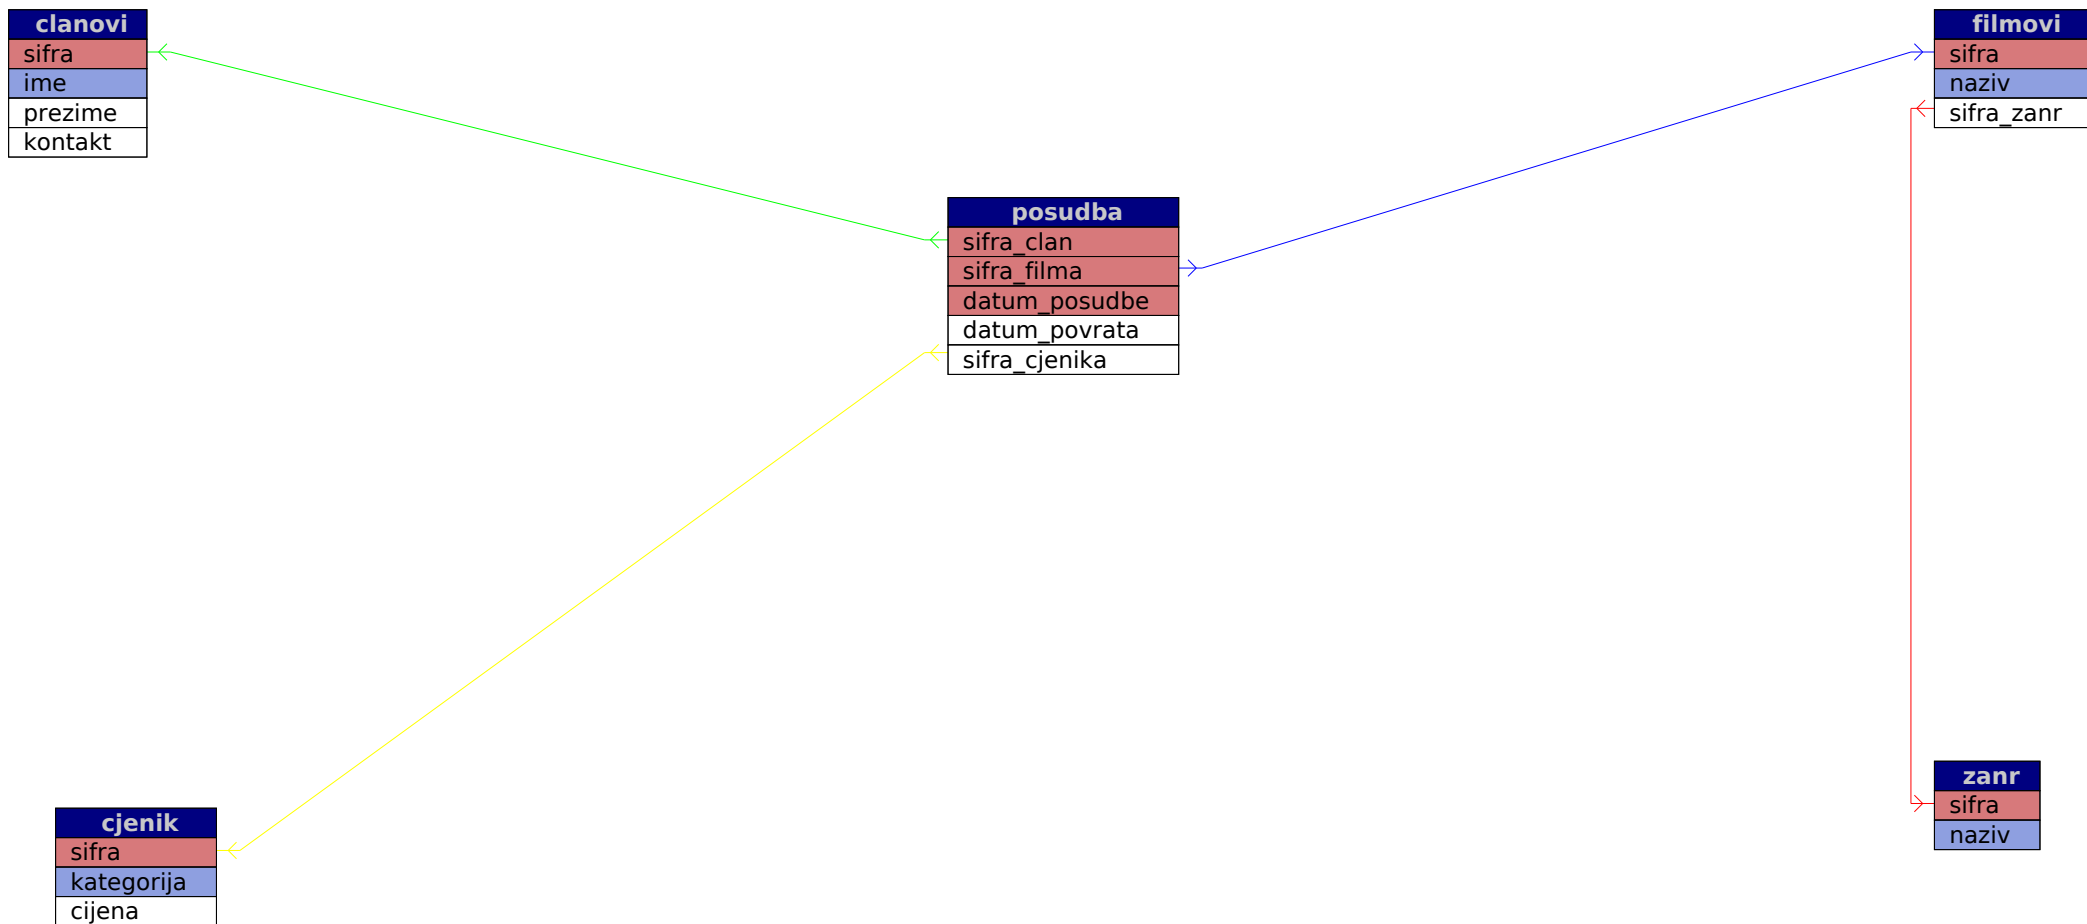 clanovi
sifra
ime
prezime
kontakt
filmovi
sifra
naziv
sifra_zanr
posudba
sifra_clan
sifra_filma
datum_posudbe
datum_povrata
sifra_cjenika
cjenik
sifra
kategorija
cijena
zanr
sifra
naziv